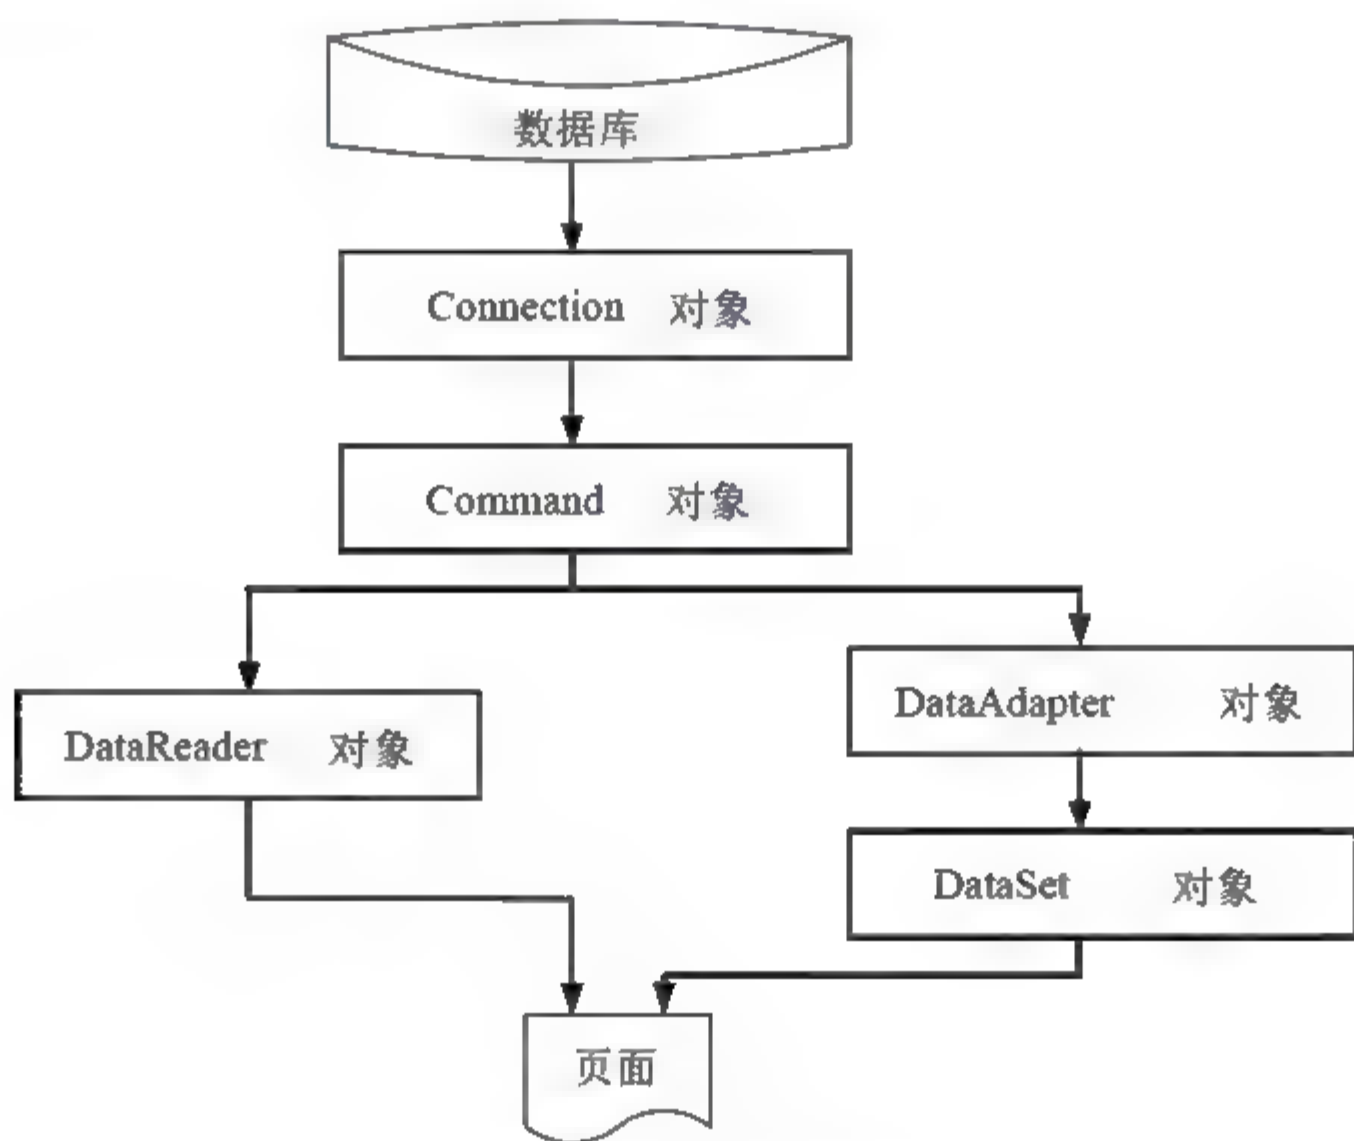 数据库
Connection 对象
Command 对象
DataAdapter 对象
DataReader 对象
DataSet 对象
页面